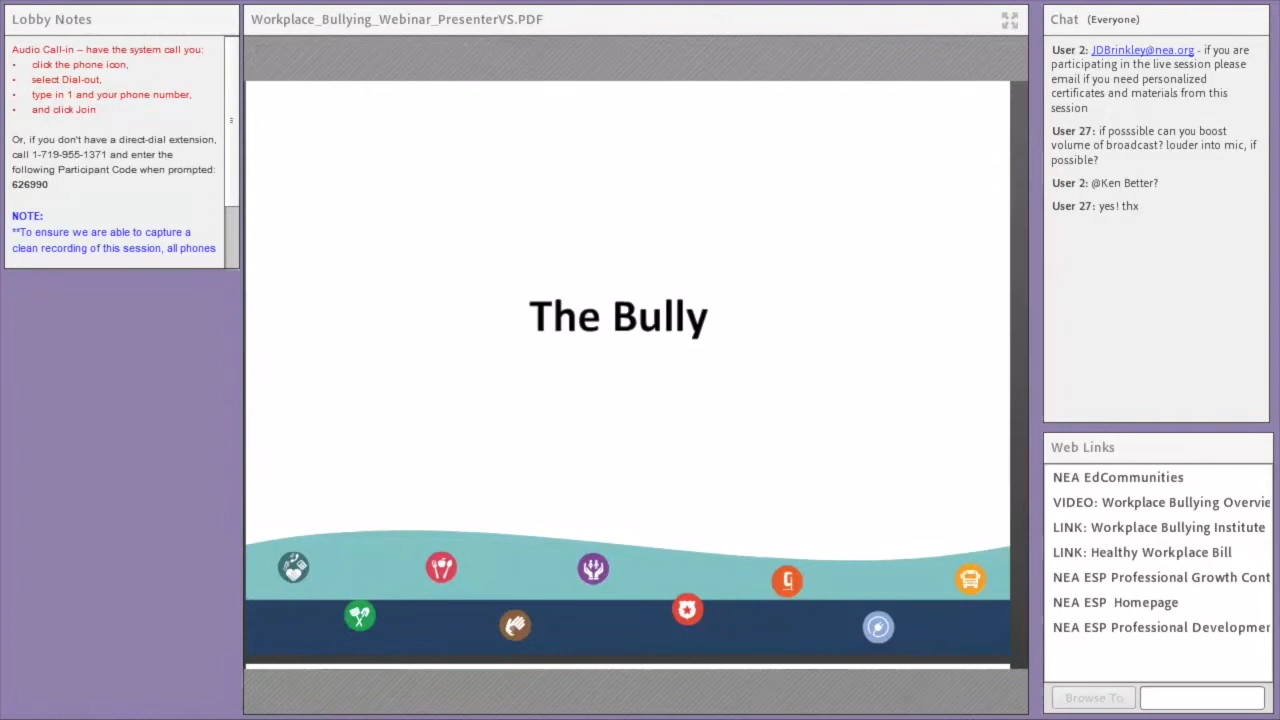 Lobby Notes
Audio Call-in – have the system call you:
• click the phone icon,
• select Dial-out,
• type in 1 and your phone number,
• and click Join
Or, if you don't have a direct-dial extension,
call 1-719-955-1371 and enter the
following Participant Code when prompted:
626990
NOTE:
**To ensure we are able to capture a
clean recording of this session, all phones
Workplace_Bullying_Webinar_PresenterVS.PDF
The Bully
Chat (Everyone)
User 2: JDBrinkley@nea.org - if you are
participating in the live session please
email if you need personalized
certificates and materials from this
session
User 27: if posssible can you boost
volume of broadcast? louder into mic, if
possible?
User 2: @Ken Better?
User 27: yes! thx
Web Links
NEA EdCommunities
VIDEO: Workplace Bullying Overvie
LINK: Workplace Bullying Institute
LINK: Healthy Workplace Bill
NEA ESP Professional Growth Cont
NEA ESP Homepage
NEA ESP Professional Developmer
Browse To